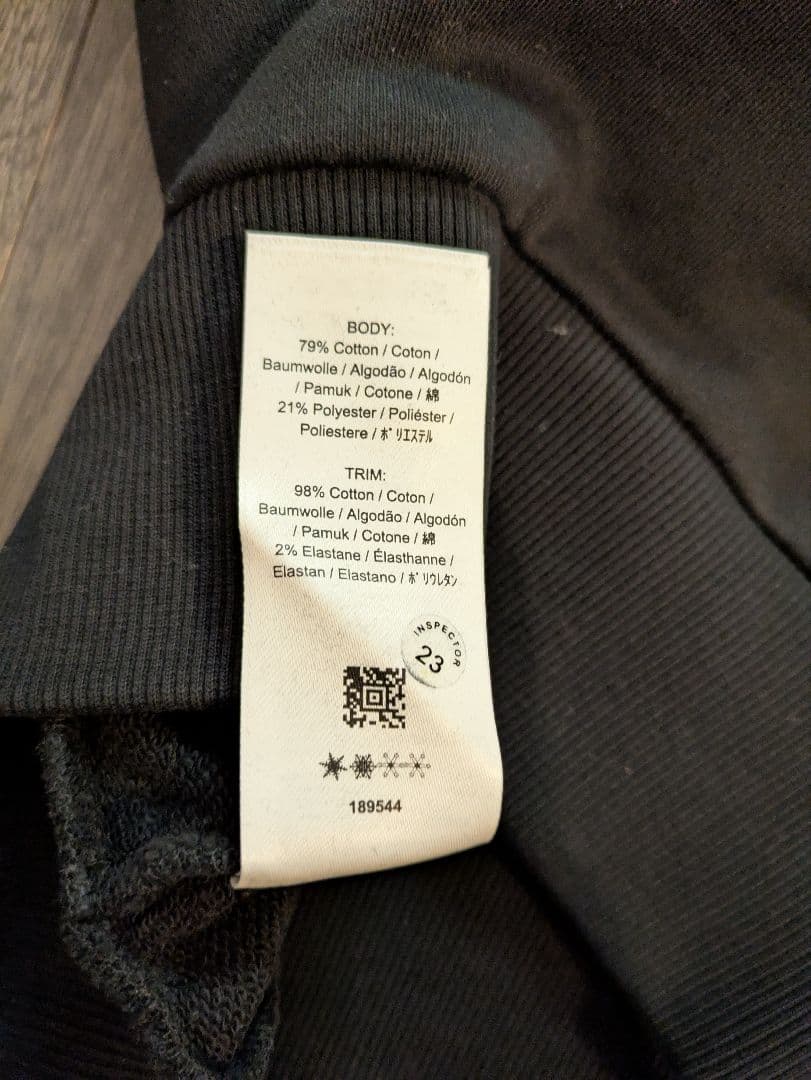 BODY:
79% Cotton / Coton /
Baumwolle / Algodão / Algodón
/ Pamuk / Cotone / 綿
21% Polyester / Poliéster /
Poliestere / ﾎﾟﾘｴｽﾃﾙ
TRIM:
98% Cotton / Coton /
Baumwolle / Algodão / Algodón
/ Pamuk / Cotone / 綿
2% Elastane / Élasthanne /
Elastan / Elastano / ﾎﾟﾘｳﾚﾀﾝ
INSPECTOR
23
189544